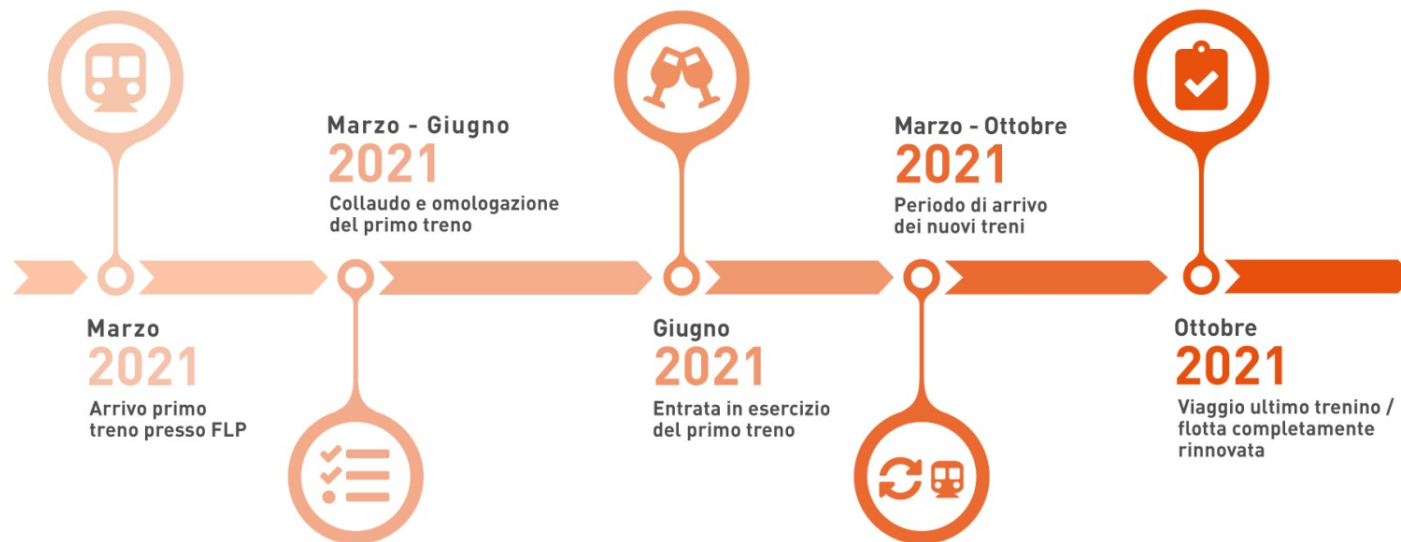 Marzo
2021
Arrivo primo
treno presso FLP
Marzo - Giugno
2021
Collaudo e omologazione
del primo treno
Giugno
2021
Entrata in esercizio
del primo treno
Marzo - Ottobre
2021
Periodo di arrivo
dei nuovi treni
Ottobre
2021
Viaggio ultimo trenino /
flotta completamente
rinnovata